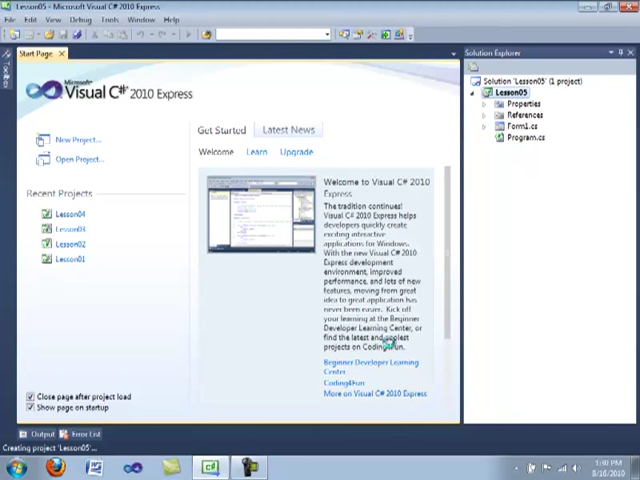 Lesson05 - Microsoft Visual C# 2010 Express
File Edit View Debug Tools Window Help
Start Page
Solution Explorer
Toolbox
Microsoft
Visual C# 2010 Express
Solution 'Lesson05' (1 project)
Lesson05
Properties
References
Form1.cs
Program.cs
New Project...
Open Project...
Recent Projects
Lesson04
Lesson03
Lesson02
Lesson01
Get Started Latest News
Welcome Learn Upgrade
Welcome to Visual C# 2010
Express
The tradition continues!
Visual C# 2010 Express helps
developers quickly create
exciting interactive
applications for Windows.
With the new Visual C# 2010
Express development
environment, improved
performance, and lots of new
features, moving from great
idea to great application has
never been easier. Kick off
your learning at the Beginner
Developer Learning Center, or
find the latest and coolest
projects on Coding4Fun.
Beginner Developer Learning
Center
Coding4Fun
More on Visual C# 2010 Express
Close page after project load
Show page on startup
Output Error List
Creating project 'Lesson05'...
1:40 PM
8/16/2010